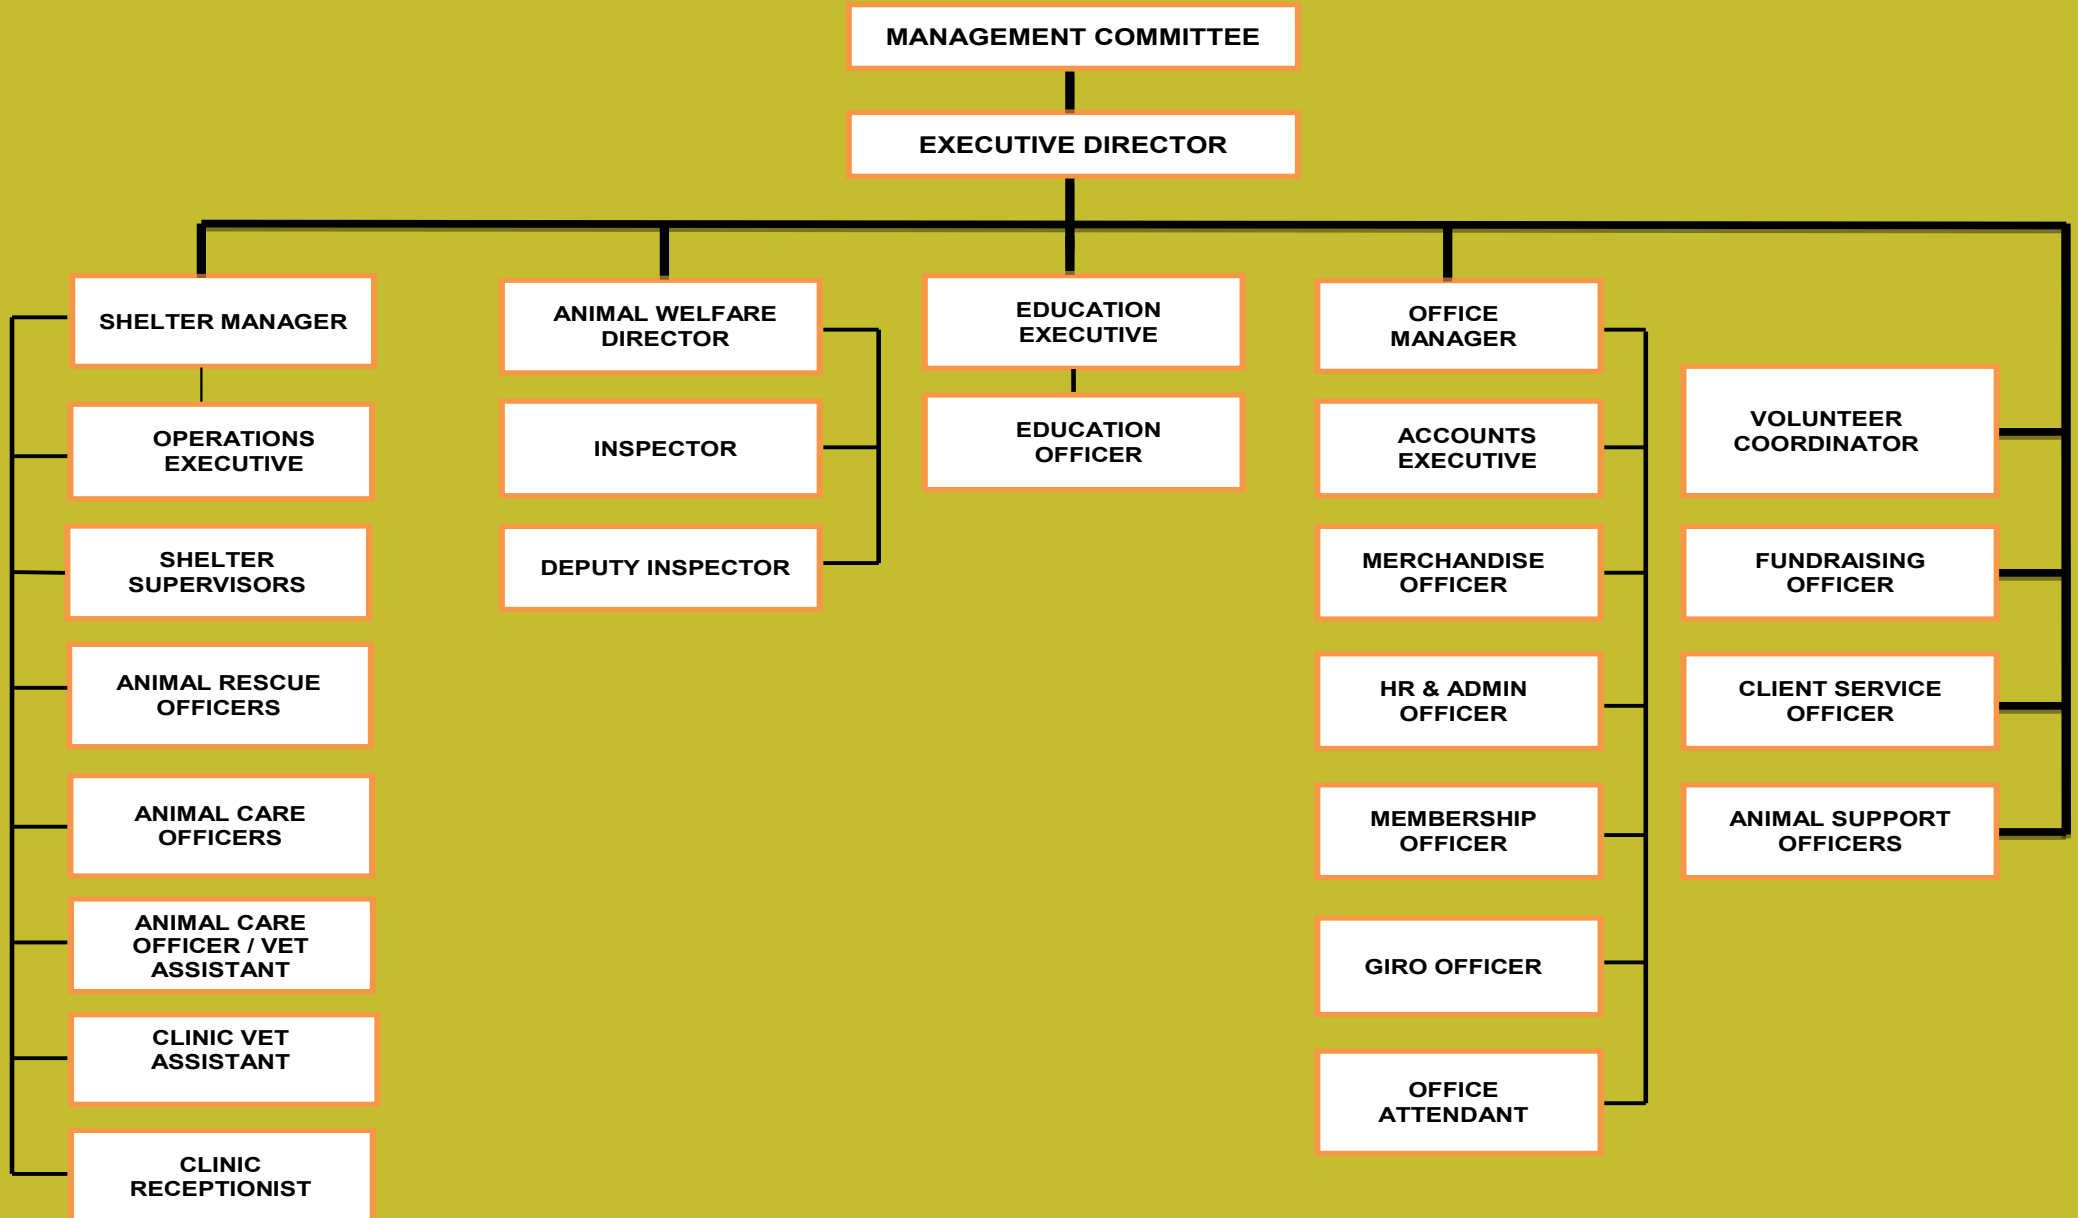 MANAGEMENT COMMITTEE
EXECUTIVE DIRECTOR
SHELTER MANAGER
OPERATIONS
EXECUTIVE
SHELTER
SUPERVISORS
ANIMAL RESCUE
OFFICERS
ANIMAL CARE
OFFICERS
ANIMAL CARE
OFFICER / VET
ASSISTANT
CLINIC VET
ASSISTANT
CLINIC
RECEPTIONIST
ANIMAL WELFARE
DIRECTOR
INSPECTOR
DEPUTY INSPECTOR
EDUCATION
EXECUTIVE
EDUCATION
OFFICER
OFFICE
MANAGER
ACCOUNTS
EXECUTIVE
MERCHANDISE
OFFICER
HR & ADMIN
OFFICER
MEMBERSHIP
OFFICER
GIRO OFFICER
OFFICE
ATTENDANT
VOLUNTEER
COORDINATOR
FUNDRAISING
OFFICER
CLIENT SERVICE
OFFICER
ANIMAL SUPPORT
OFFICERS